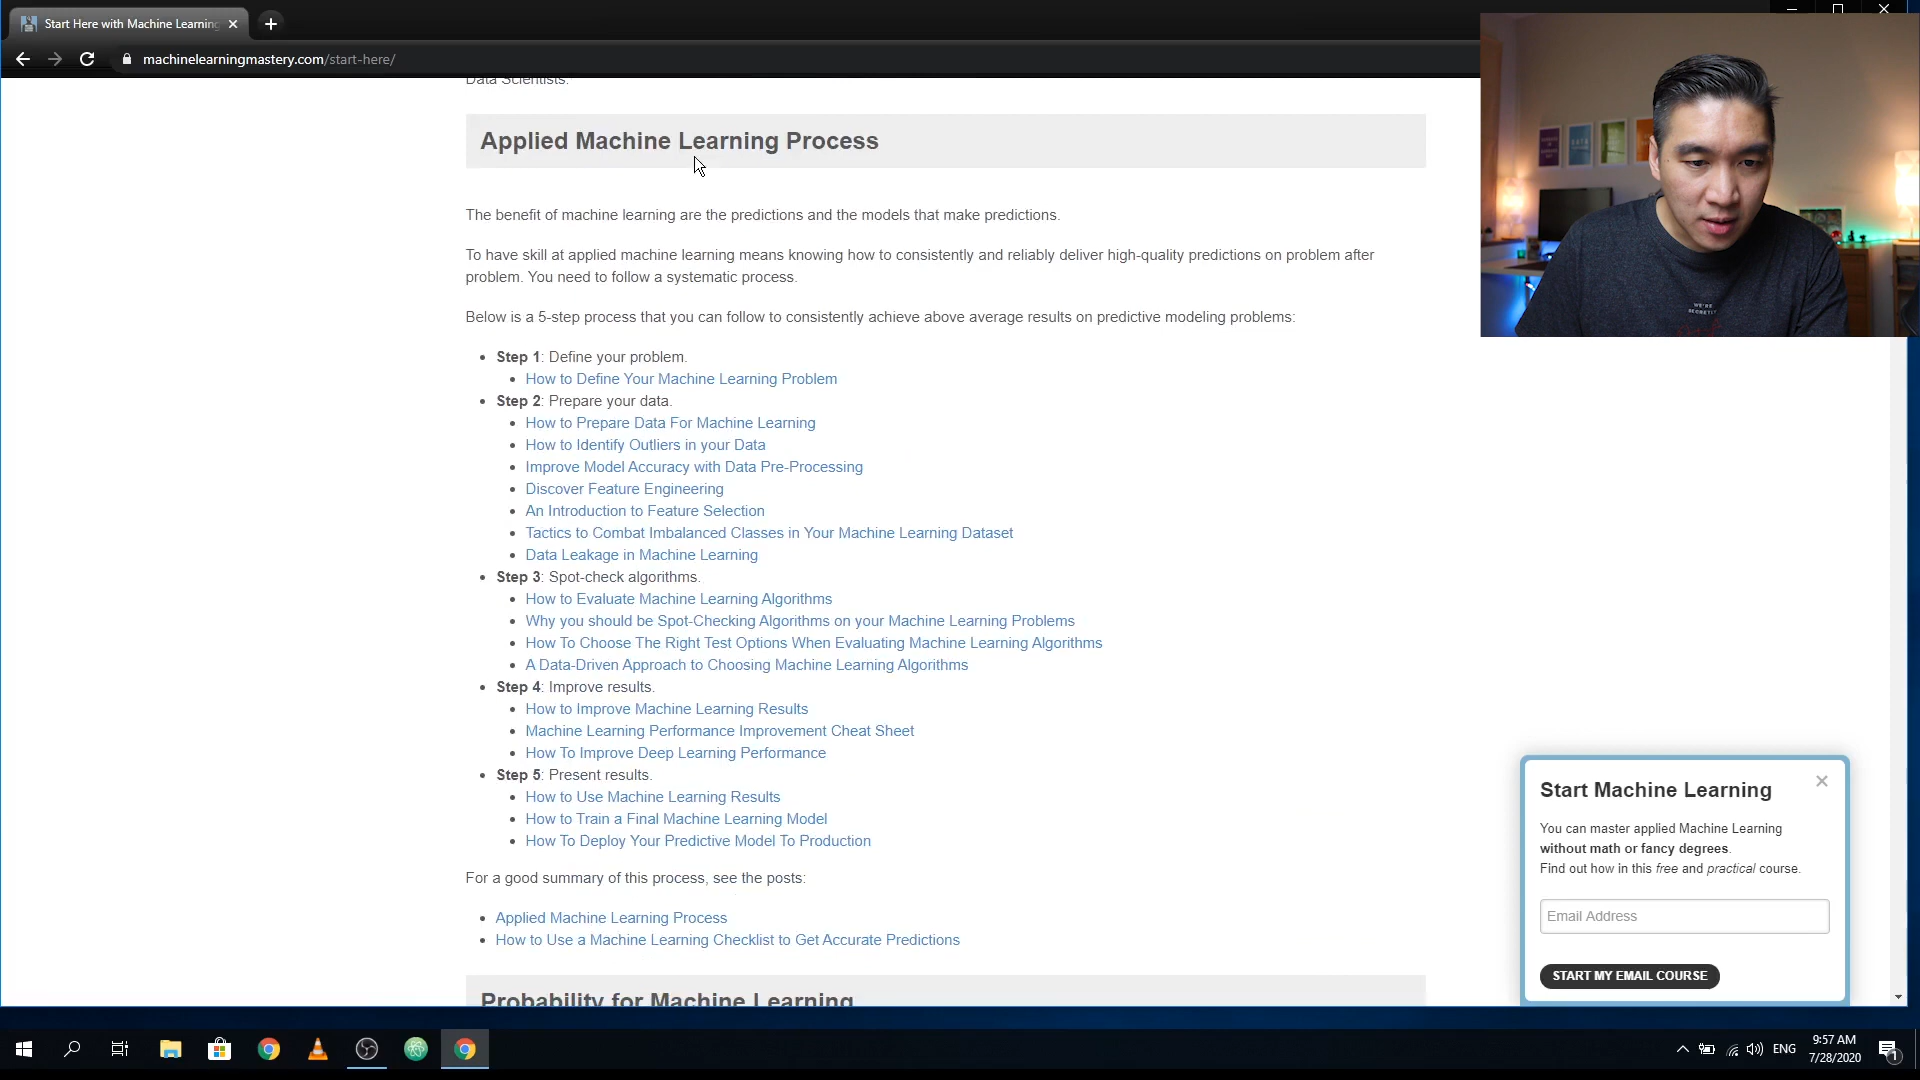 Start Here with Machine Learning
machinelearningmastery.com/start-here/
Data Scientists.
Applied Machine Learning Process
The benefit of machine learning are the predictions and the models that make predictions.
To have skill at applied machine learning means knowing how to consistently and reliably deliver high-quality predictions on problem after
problem. You need to follow a systematic process.
Below is a 5-step process that you can follow to consistently achieve above average results on predictive modeling problems:
Step 1: Define your problem.
How to Define Your Machine Learning Problem
Step 2: Prepare your data.
How to Prepare Data For Machine Learning
How to Identify Outliers in your Data
Improve Model Accuracy with Data Pre-Processing
Discover Feature Engineering
An Introduction to Feature Selection
Tactics to Combat Imbalanced Classes in Your Machine Learning Dataset
Data Leakage in Machine Learning
Step 3: Spot-check algorithms.
How to Evaluate Machine Learning Algorithms
Why you should be Spot-Checking Algorithms on your Machine Learning Problems
How To Choose The Right Test Options When Evaluating Machine Learning Algorithms
A Data-Driven Approach to Choosing Machine Learning Algorithms
Step 4: Improve results.
How to Improve Machine Learning Results
Machine Learning Performance Improvement Cheat Sheet
How To Improve Deep Learning Performance
Step 5: Present results.
How to Use Machine Learning Results
How to Train a Final Machine Learning Model
How To Deploy Your Predictive Model To Production
For a good summary of this process, see the posts:
Applied Machine Learning Process
How to Use a Machine Learning Checklist to Get Accurate Predictions
Probability for Machine Learning
Start Machine Learning
You can master applied Machine Learning
without math or fancy degrees.
Find out how in this free and practical course.
Email Address
START MY EMAIL COURSE
ENG
9:57 AM
7/28/2020
1